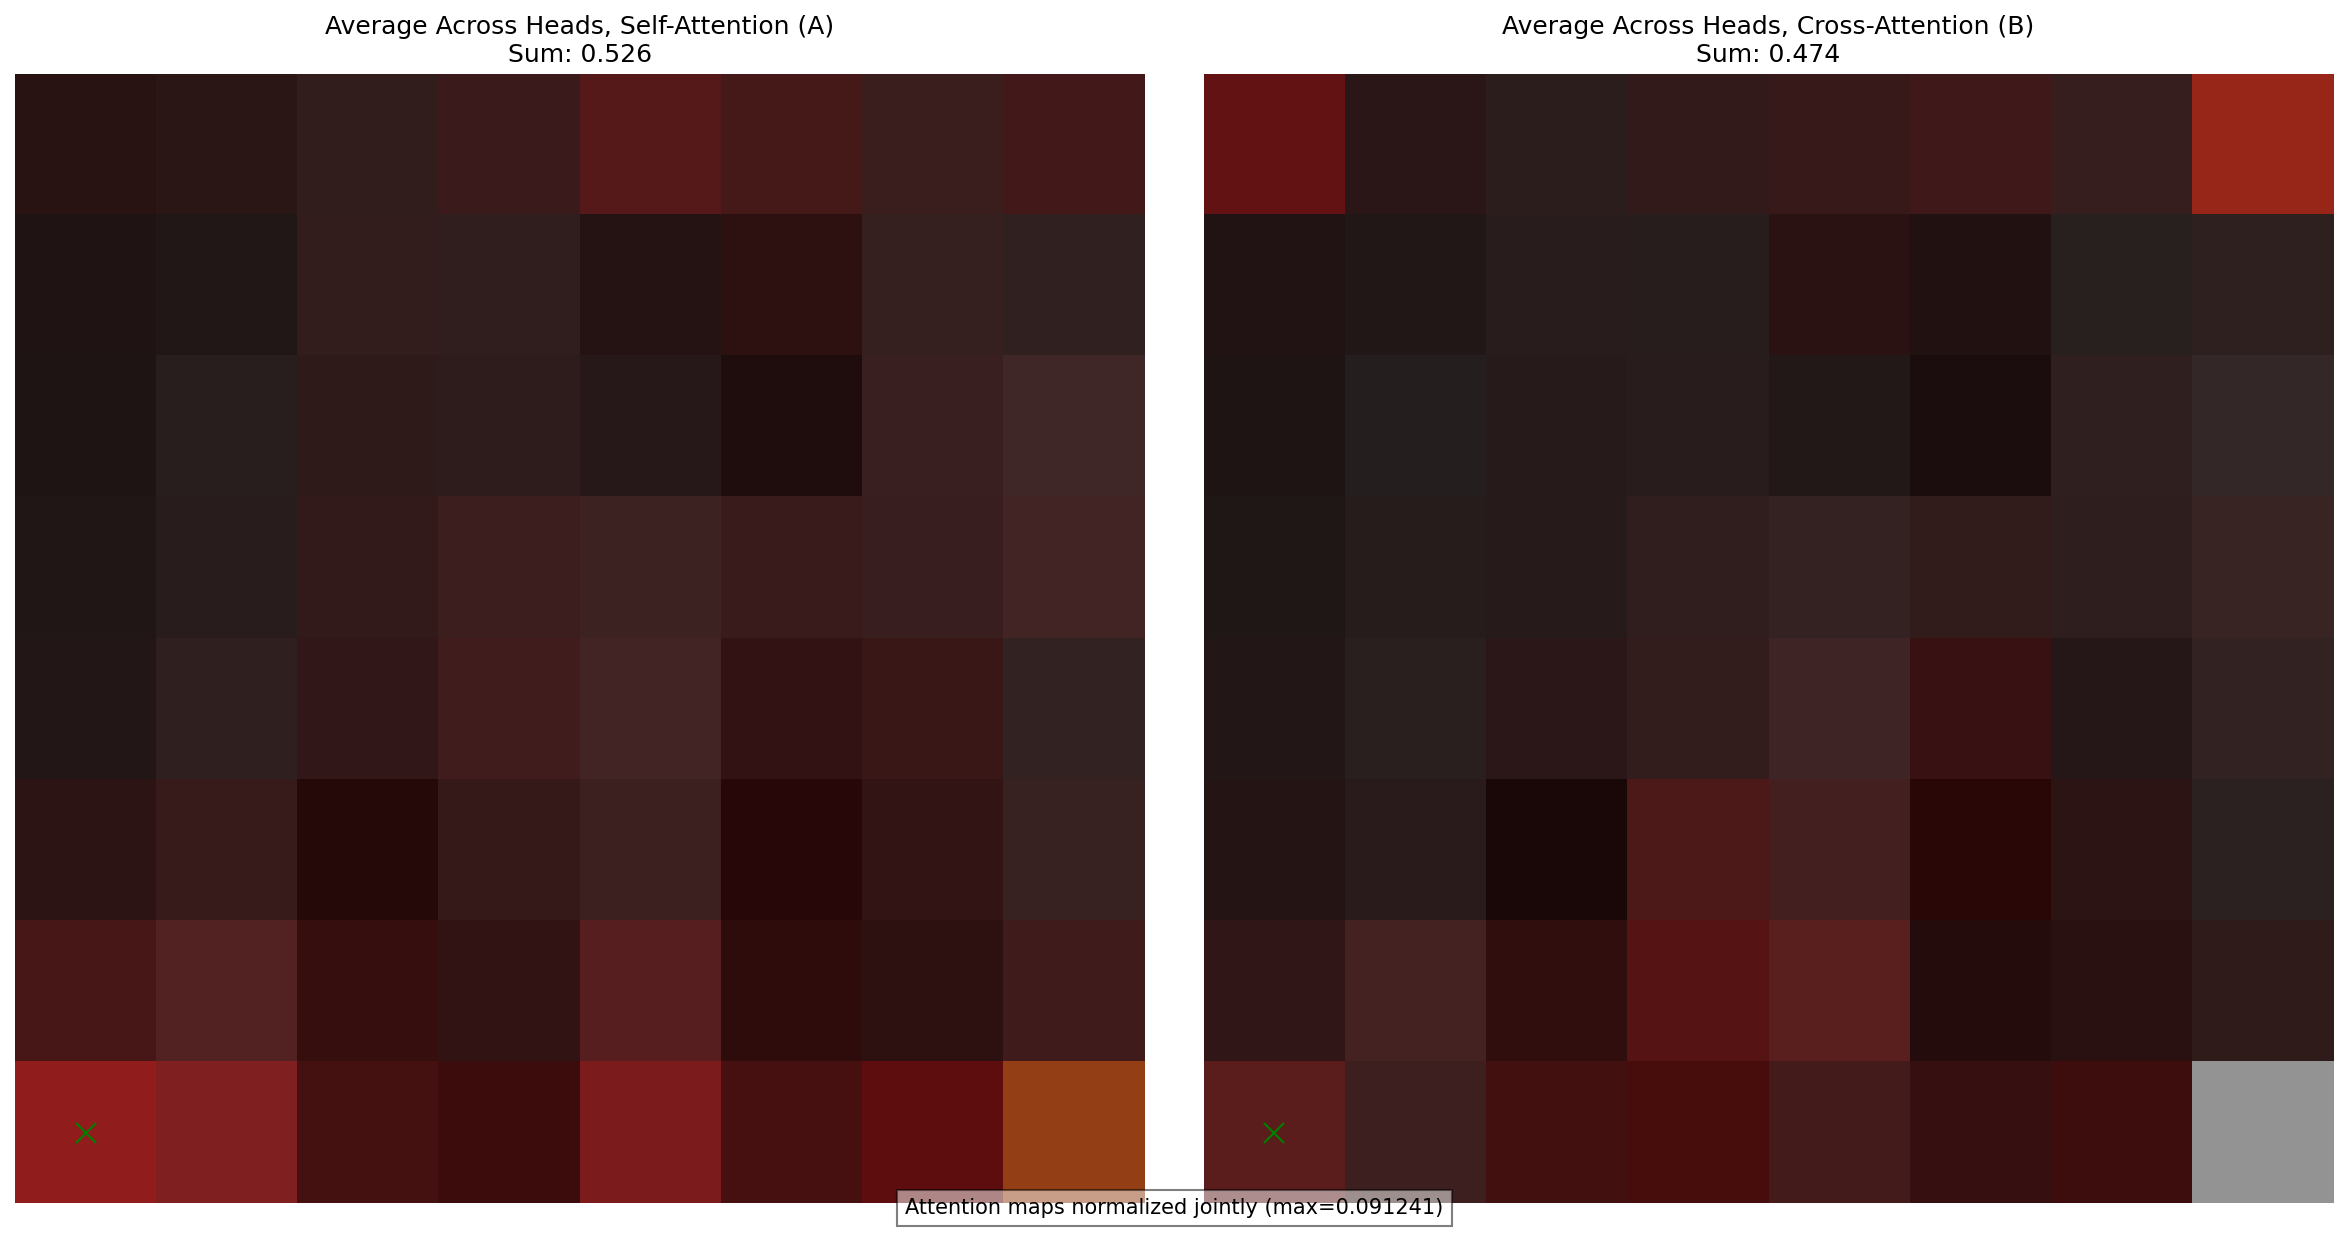 Average Across Heads, Self-Attention (A)
Sum: 0.526
Average Across Heads, Cross-Attention (B)
Sum: 0.474
Attention maps normalized jointly (max=0.091241)